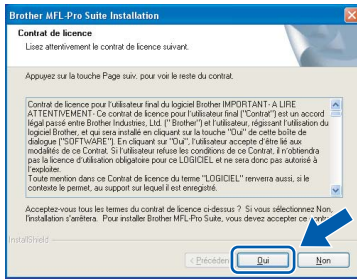 Brother MFL-Pro Suite Installation
Contrat de licence
Lisez attentivement le contrat de licence suivant.
Appuyez sur la touche Page suiv. pour voir le reste du contrat.
Contrat de licence pour l'utilisateur final du logiciel Brother IMPORTANT- A LIRE
ATTENTIVEMENT- Ce contrat de licence pour l'utilisateur final ("Contrat") est un accord
légal passé entre Brother Industries, Ltd. (" Brother") et l'utilisateur, régissant l'utilisation du
logiciel Brother, et qui sera installé en cliquant sur la touche "Oui" de cette boîte de
dialogue ("SOFTWARE"). En cliquant sur "Oui", l'utilisateur accepte d'être lié aux
modalités de ce Contrat. Si l'utilisateur refuse les conditions de ce Contrat, il n'obtiendra
pas la licence d'utilisation obligatoire pour ce LOGICIEL et ne sera donc pas autorisé à
l'exploiter.
Toute mention dans ce Contrat de licence du terme "LOGICIEL" renverra aussi, si le
contexte le permet, au support sur lequel il est enregistré.
Acceptez-vous tous les termes du contrat de licence ci-dessus ? Si vous sélectionnez Non,
l'installation s'arrêtera. Pour installer Brother MFL-Pro Suite, vous devez accepter ce
InstallShield
< Précéden
Oui
Non